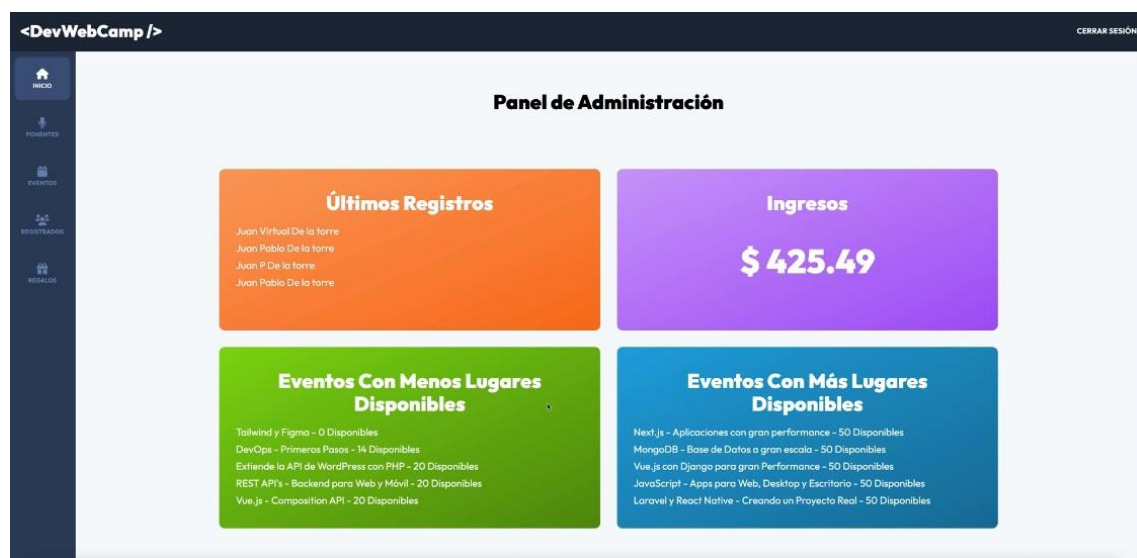 <DevWebCamp />
CERRAR SESIÓN
INICIO
PONENTES
EVENTOS
REGISTRADOS
REGALOS
Panel de Administración
Últimos Registros
Juan Virtual De la torre
Juan Pablo De la torre
Juan P De la torre
Juan Pablo De la torre
Ingresos
$ 425.49
Eventos Con Menos Lugares
Disponibles
Tailwind y Figma - 0 Disponibles
DevOps - Primeros Pasos - 14 Disponibles
Extiende la API de WordPress con PHP - 20 Disponibles
REST API's - Backend para Web y Móvil - 20 Disponibles
Vue.js - Composition API - 20 Disponibles
Eventos Con Más Lugares
Disponibles
Next.js - Aplicaciones con gran performance - 50 Disponibles
MongoDB - Base de Datos a gran escala - 50 Disponibles
Vue.js con Django para gran Performance - 50 Disponibles
JavaScript - Apps para Web, Desktop y Escritorio - 50 Disponibles
Laravel y React Native - Creando un Proyecto Real - 50 Disponibles